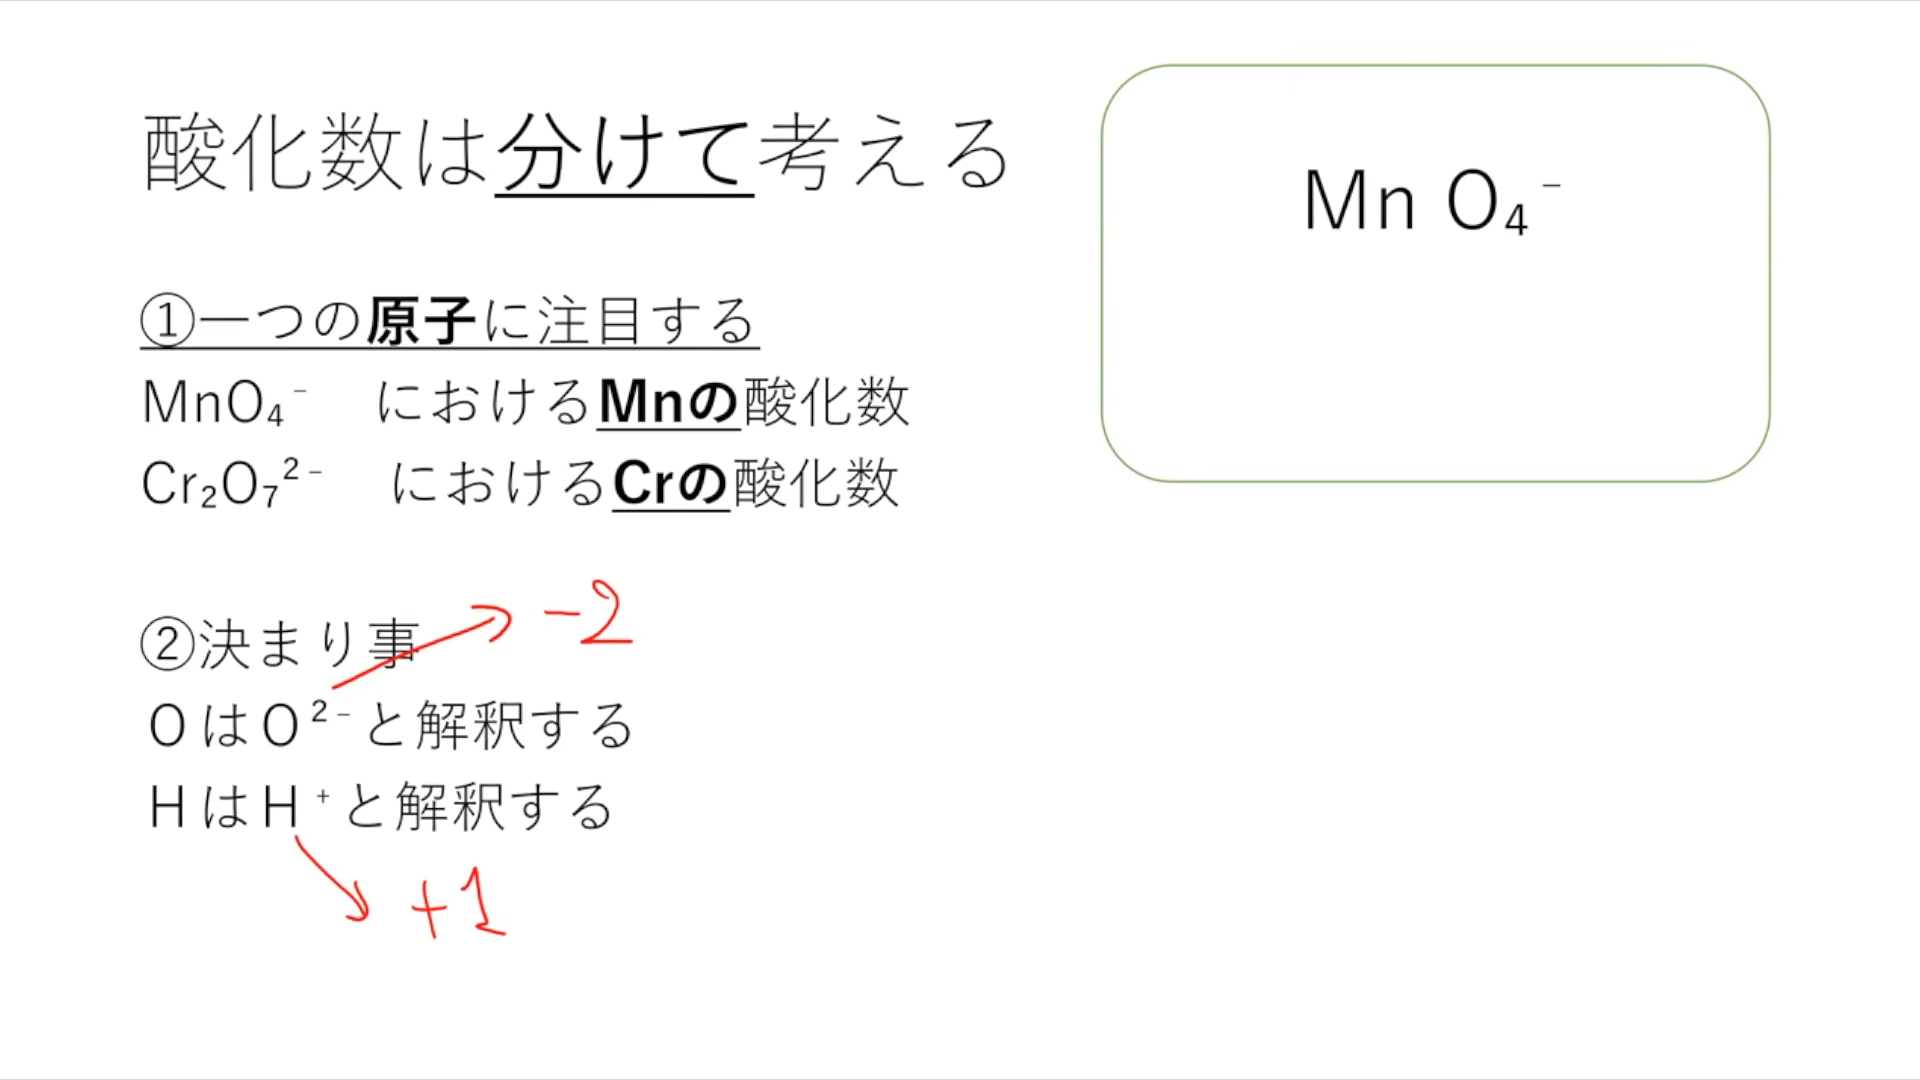 酸化数は分けて考える
Mn O₄⁻
①一つの原子に注目する
MnO₄⁻ におけるMnの酸化数
Cr₂O₇²⁻ におけるCrの酸化数
②決まり事
-2
OはO²⁻と解釈する
HはH⁺と解釈する
+1